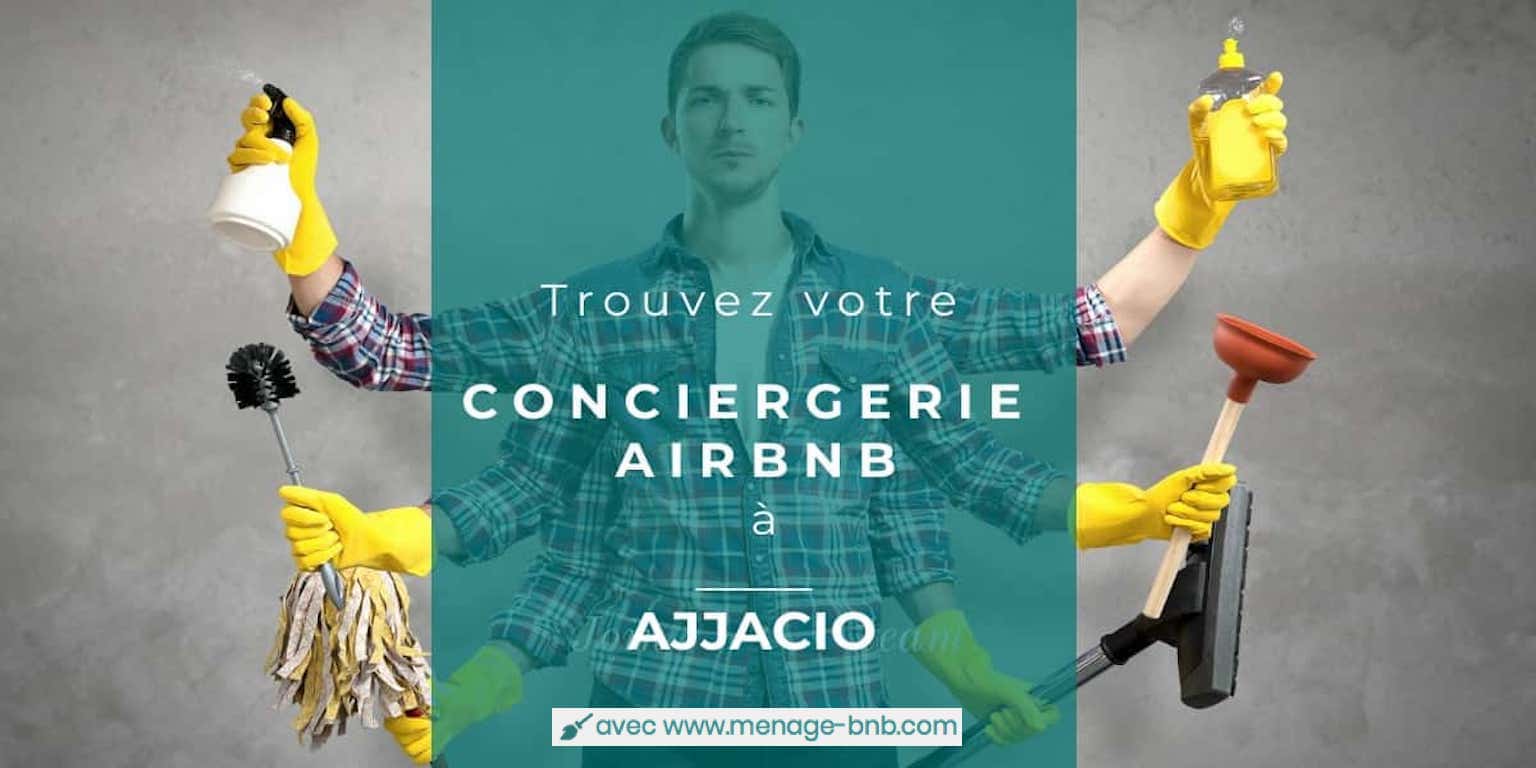 Trouvez votre
CONCIERGERIE
AIRBNB
à
AJJACIO
avec www.menage-bnb.com